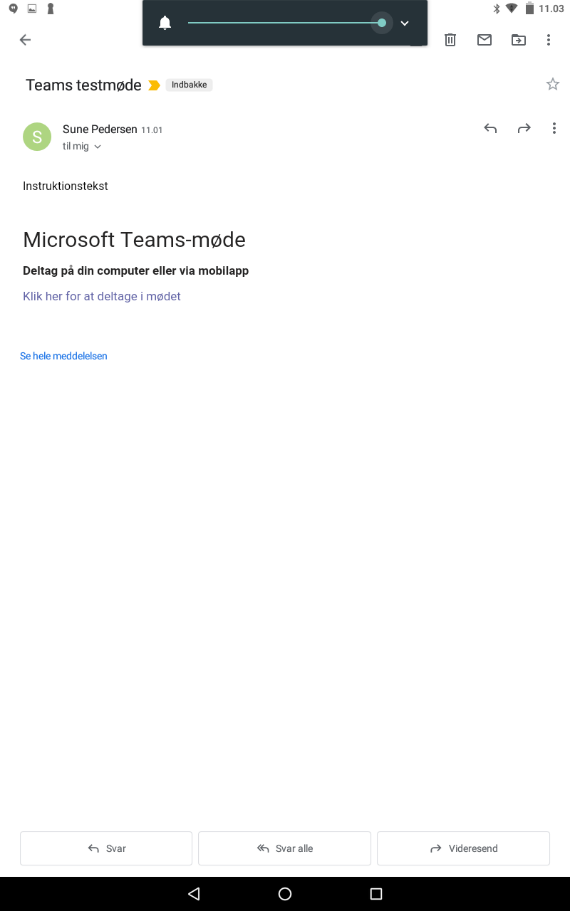 11.03
Teams testmøde Indbakke
Sune Pedersen 11.01
til mig
S
Instruktionstekst
Microsoft Teams-møde
Deltag på din computer eller via mobilapp
Klik her for at deltage i mødet
Se hele meddelelsen
Svar
Svar alle
Videresend